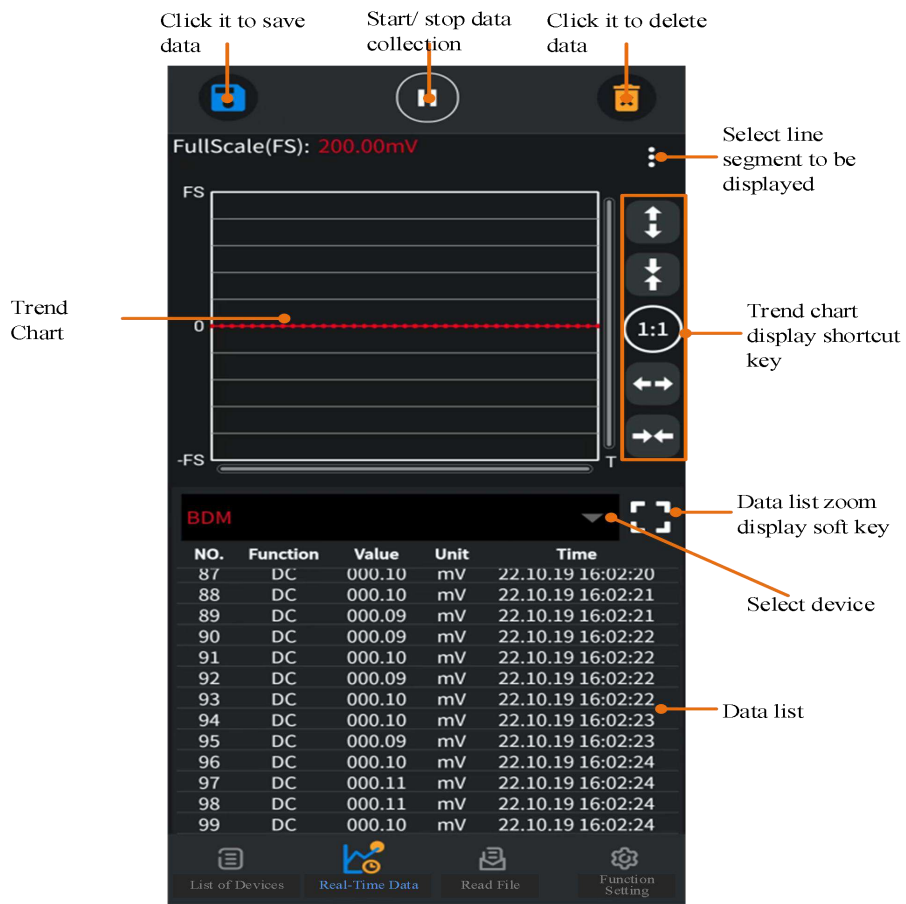 Click it to save
data
Start/ stop data
collection
Click it to delete
data
FullScale(FS): 200.00mV
Select line
segment to be
displayed
FS
0
-FS
T
Trend
Chart
1:1
Trend chart
display shortcut
key
BDM
Data list zoom
display soft key
Select device
NO. Function Value Unit Time
87 DC 000.10 mV 22.10.19 16:02:20
88 DC 000.10 mV 22.10.19 16:02:21
89 DC 000.09 mV 22.10.19 16:02:21
90 DC 000.09 mV 22.10.19 16:02:22
91 DC 000.10 mV 22.10.19 16:02:22
92 DC 000.09 mV 22.10.19 16:02:22
93 DC 000.10 mV 22.10.19 16:02:22
94 DC 000.10 mV 22.10.19 16:02:23
95 DC 000.09 mV 22.10.19 16:02:23
96 DC 000.10 mV 22.10.19 16:02:24
97 DC 000.11 mV 22.10.19 16:02:24
98 DC 000.11 mV 22.10.19 16:02:24
99 DC 000.10 mV 22.10.19 16:02:24
Data list
List of Devices
Real-Time Data
Read File
Function
Setting